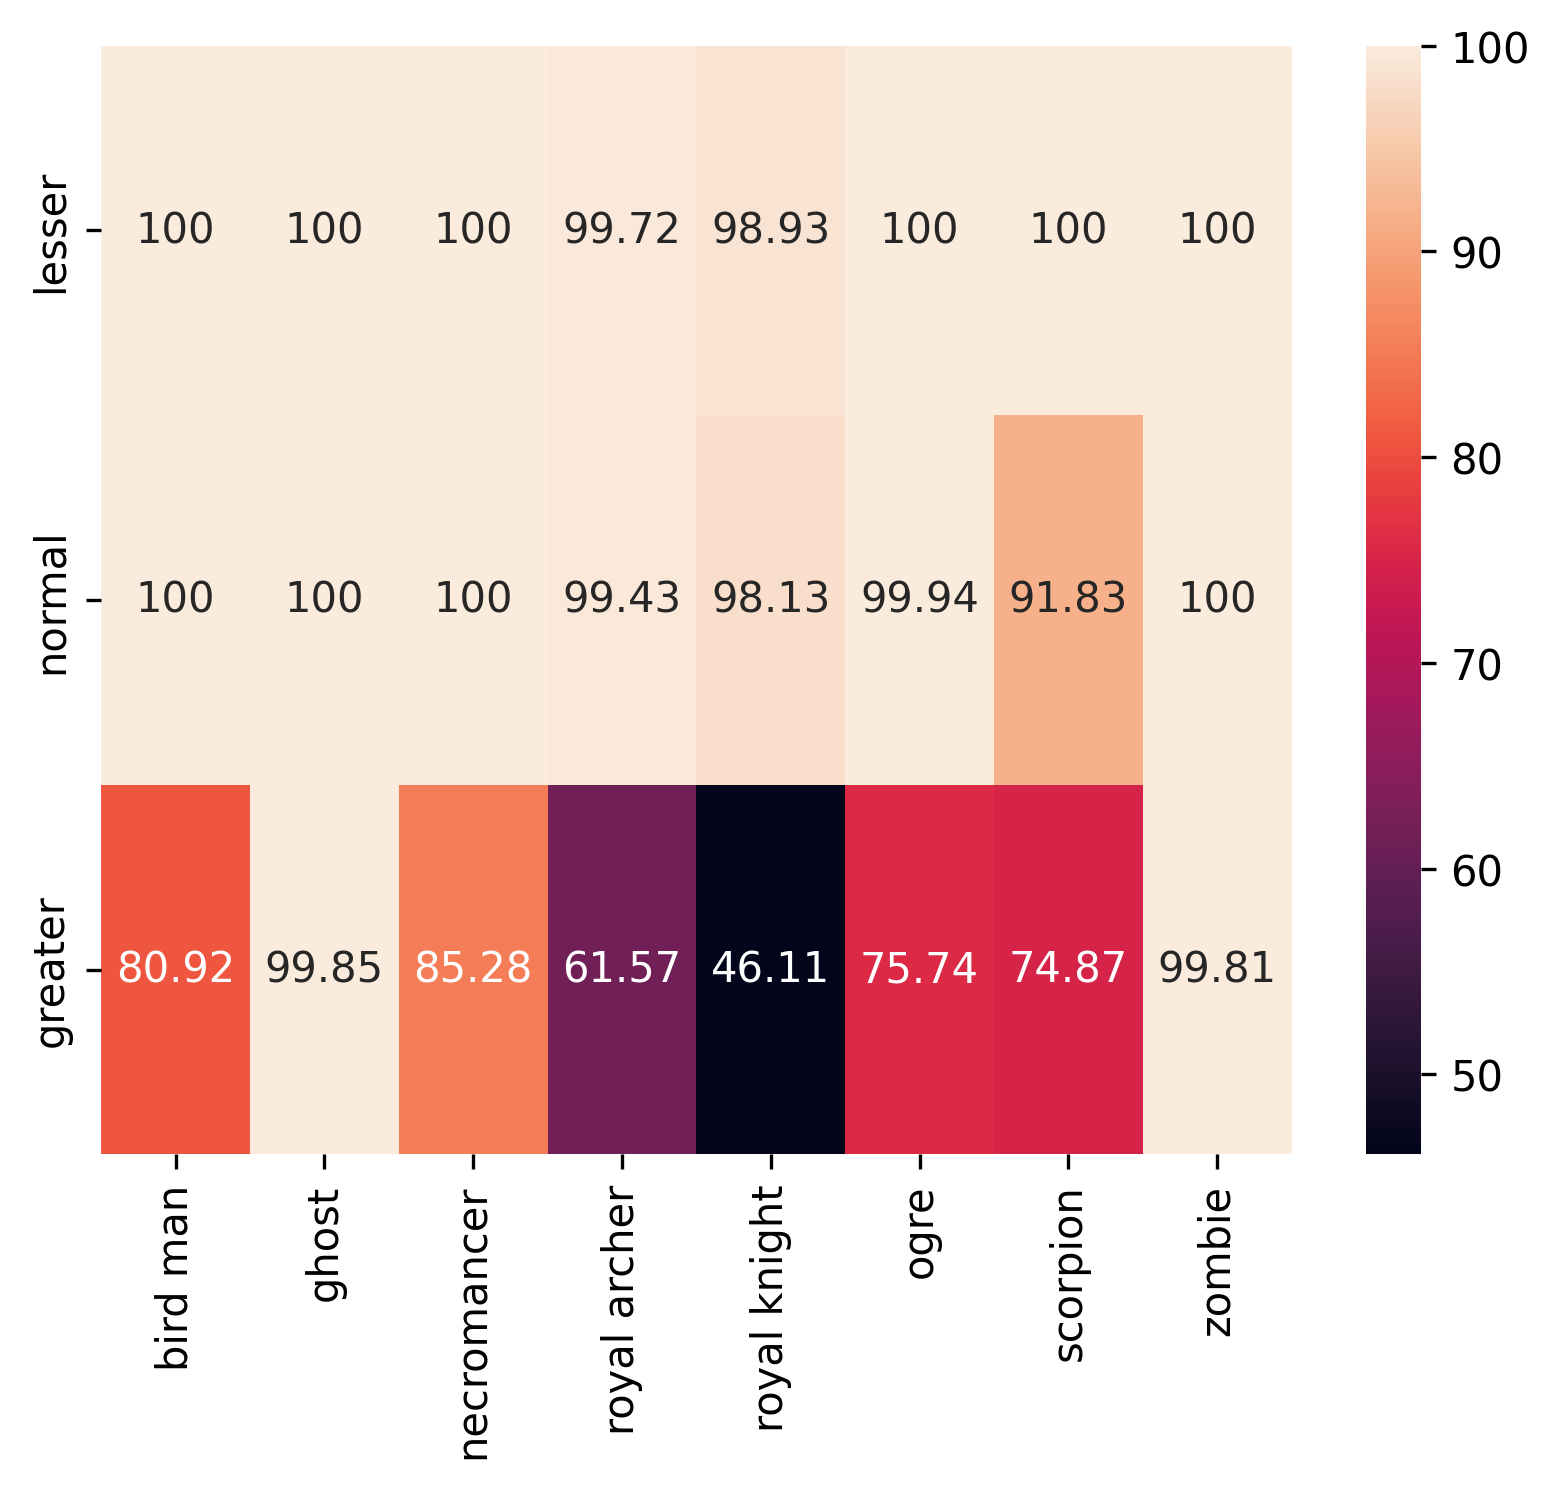 100 100 100 99.72 98.93 100 100 100
100 100 100 99.43 98.13 99.94 91.83 100
80.92 99.85 85.28 61.57 46.11 75.74 74.87 99.81
lesser
normal
greater
bird man
ghost
necromancer
royal archer
royal knight
ogre
scorpion
zombie
100
90
80
70
60
50